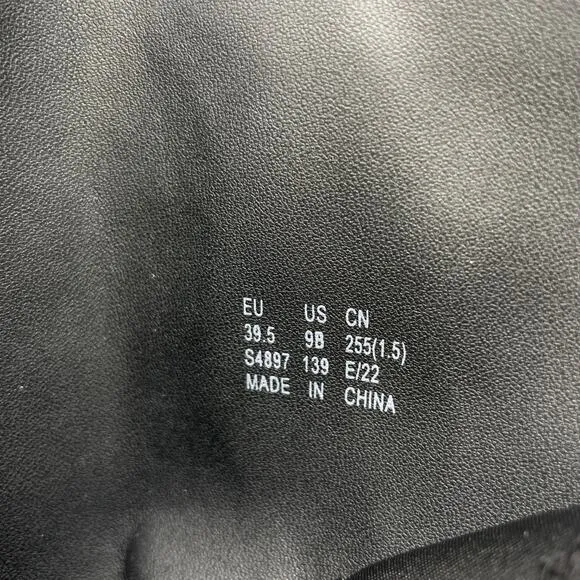 EU US CN
39.5 9B 255(1.5)
S4897 139 E/22
MADE IN CHINA